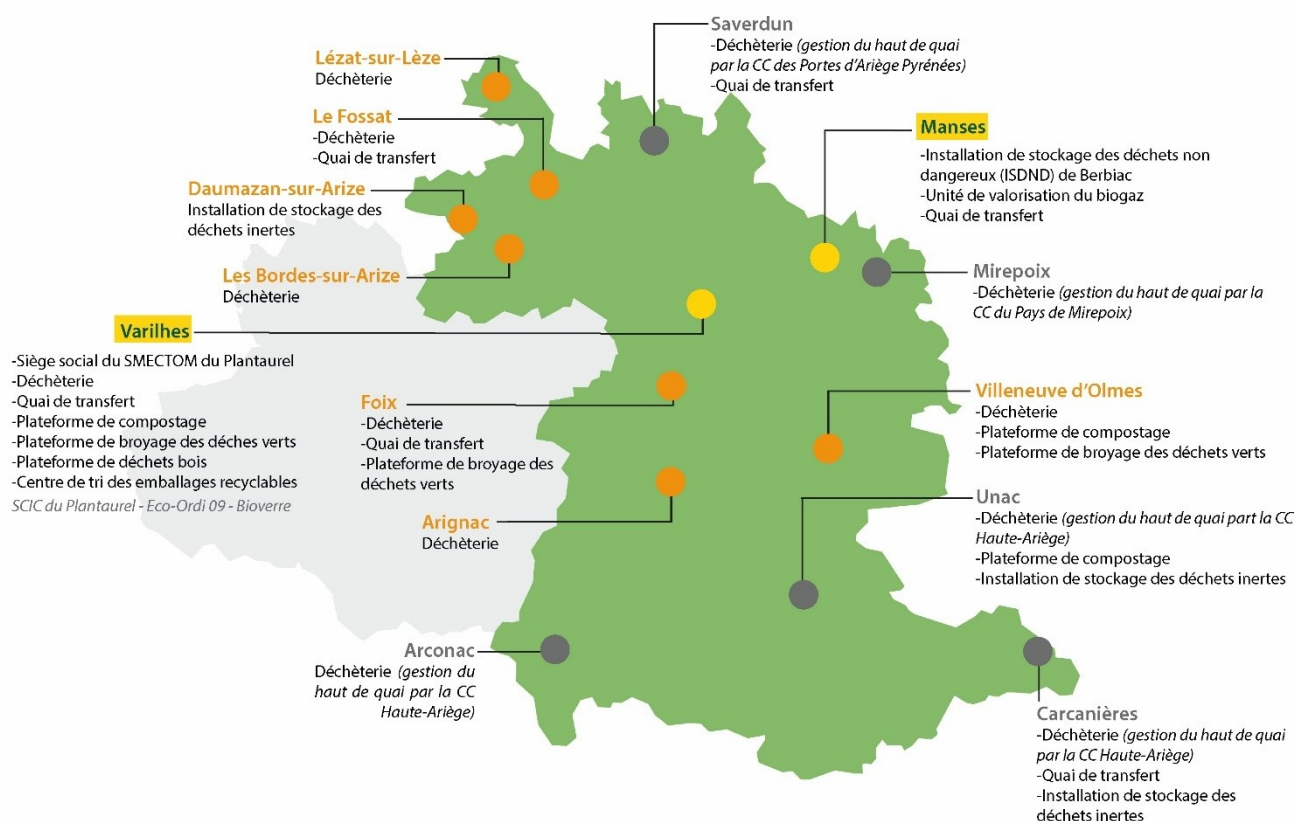 Saverdun
-Déchèterie (gestion du haut de quai
par la CC des Portes d'Ariège Pyrénées)
-Quai de transfert
Lézat-sur-Lèze
Déchèterie
Le Fossat
-Déchèterie
-Quai de transfert
Manses
-Installation de stockage des déchets non
dangereux (ISDND) de Berbiac
-Unité de valorisation du biogaz
-Quai de transfert
Daumazan-sur-Arize
Installation de stockage des
déchets inertes
Les Bordes-sur-Arize
Déchèterie
Mirepoix
-Déchèterie (gestion du haut de quai par la
CC du Pays de Mirepoix)
Varilhes
-Siège social du SMECTOM du Plantaurel
-Déchèterie
-Quai de transfert
-Plateforme de compostage
-Plateforme de broyage des déches verts
-Plateforme de déchets bois
-Centre de tri des emballages recyclables
SCIC du Plantaurel - Eco-Ordi 09 - Bioverre
Foix
-Déchèterie
-Quai de transfert
-Plateforme de broyage des
déchets verts
Villeneuve d'Olmes
-Déchèterie
-Plateforme de compostage
-Plateforme de broyage des déchets verts
Arignac
Déchèterie
Unac
-Déchèterie (gestion du haut de quai part la CC
Haute-Ariège)
-Plateforme de compostage
-Installation de stockage des déchets inertes
Arconac
Déchèterie (gestion du
haut de quai par la CC
Haute-Ariège)
Carcanières
-Déchèterie (gestion du haut de quai
par la CC Haute-Ariège)
-Quai de transfert
-Installation de stockage des
déchets inertes